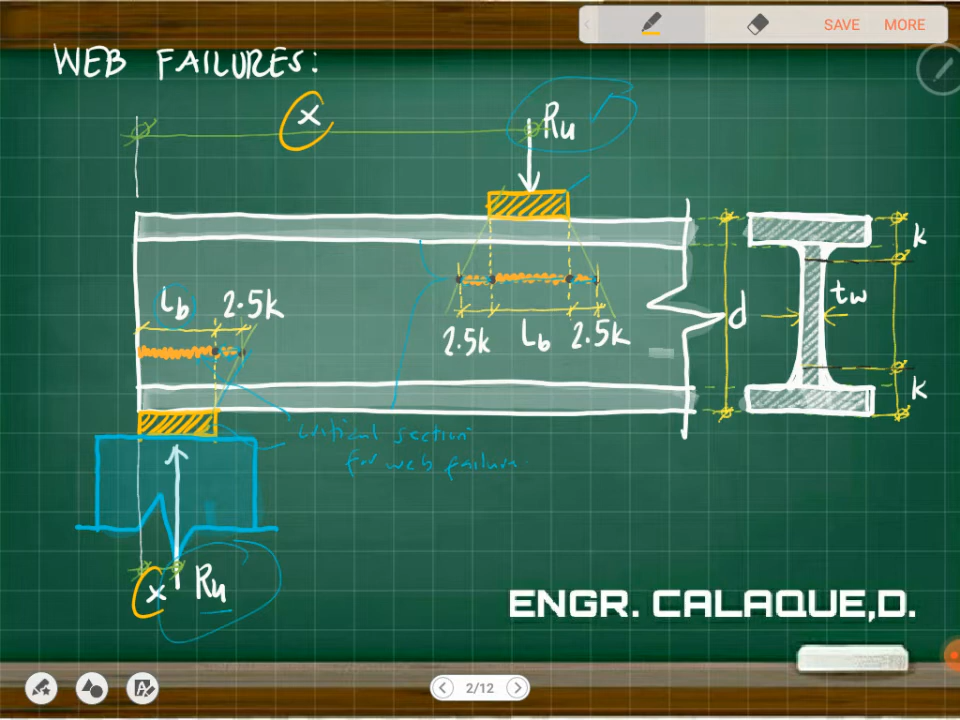 SAVE MORE
WEB FAILURES:
x
Ru
k
Lb 2.5k
2.5k Lb 2.5k
d
tw
k
critical section
for web failure.
x Ru
ENGR. CALAQUE,D.
2/12